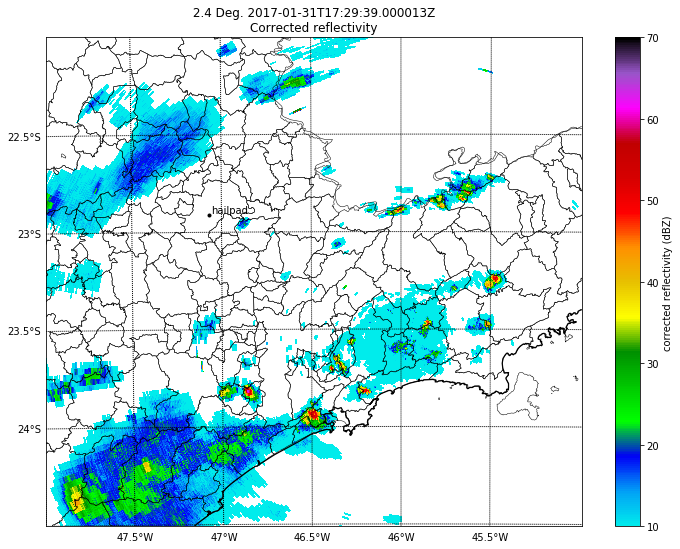 2.4 Deg. 2017-01-31T17:29:39.000013Z
Corrected reflectivity
22.5°S
23°S
23.5°S
24°S
hailpad
47.5°W
47°W
46.5°W
46°W
45.5°W
70
60
50
40
30
20
10
corrected reflectivity (dBZ)